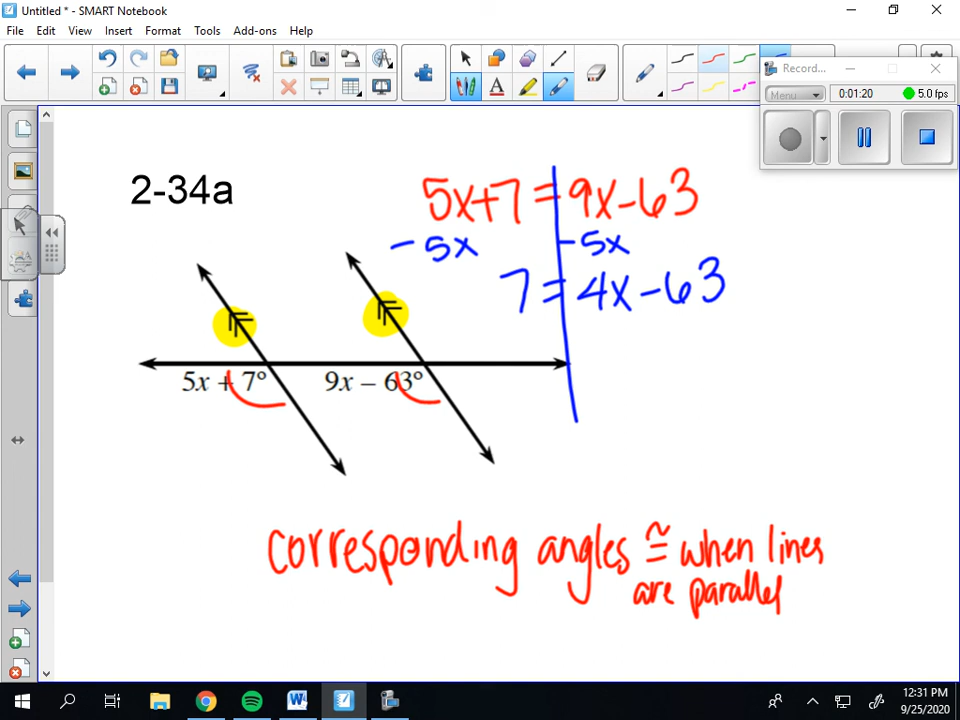 Untitled * - SMART Notebook
File Edit View Insert Format Tools Add-ons Help
Record...
Menu
0:01:20
5.0 fps
2-34a
5x+7 = 9x-63
-5x -5x
7 = 4x-63
5x + 7°
9x – 63°
corresponding angles ≅ when lines
are parallel
12:31 PM
9/25/2020